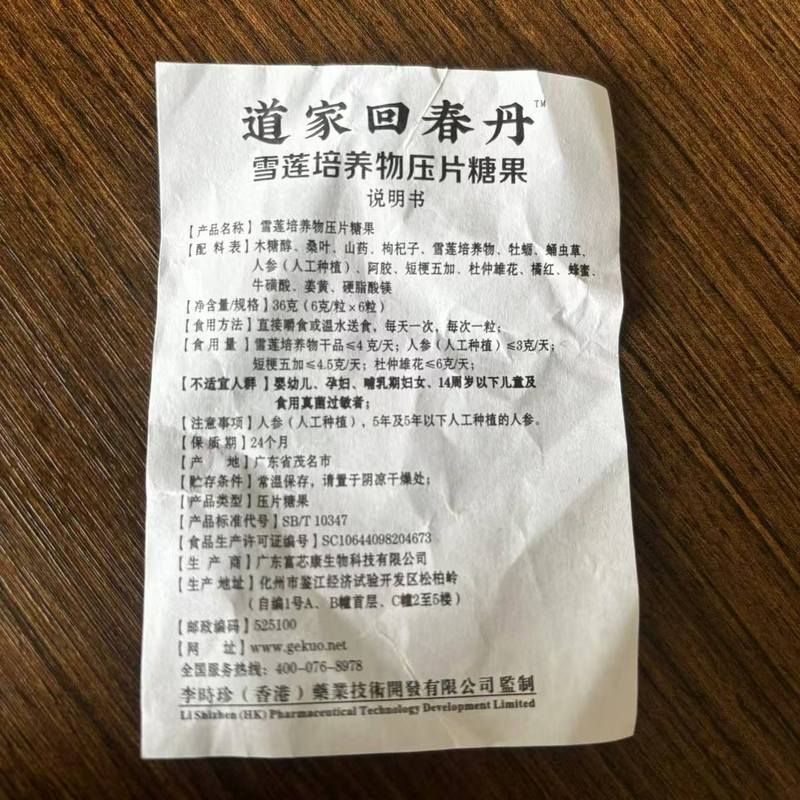 道家回春丹™
雪莲培养物压片糖果
说明书
【产品名称】雪莲培养物压片糖果
【配 料 表】木糖醇、桑叶、山药、枸杞子、雪莲培养物、牡蛎、蛹虫草、
人参（人工种植）、阿胶、短梗五加、杜仲雄花、橘红、蜂蜜、
牛磺酸、姜黄、硬脂酸镁
【净含量/规格】36克（6克/粒×6粒）
【食用方法】直接嚼食或温水送食，每天一次，每次一粒；
【食 用 量】雪莲培养物干品≤4克/天；人参（人工种植）≤3克/天；
短梗五加≤4.5克/天；杜仲雄花≤6克/天；
【不适宜人群】婴幼儿、孕妇、哺乳期妇女、14周岁以下儿童及
食用真菌过敏者；
【注意事项】人参（人工种植），5年及5年以下人工种植的人参。
【保 质 期】24个月
【产 地】广东省茂名市
【贮存条件】常温保存，请置于阴凉干燥处；
【产品类型】压片糖果
【产品标准代号】SB/T 10347
【食品生产许可证编号】SC10644098204673
【生 产 商】广东富芯康生物科技有限公司
【生产地址】化州市鉴江经济试验开发区松柏岭
（自编1号A、B幢首层、C幢2至5楼）
【邮政编码】525100
【网 址】www.gekuo.net
全国服务热线：400-076-8978
李時珍（香港）藥業技術開發有限公司監制
Li Shizhen (HK) Pharmaceutical Technology Development Limited